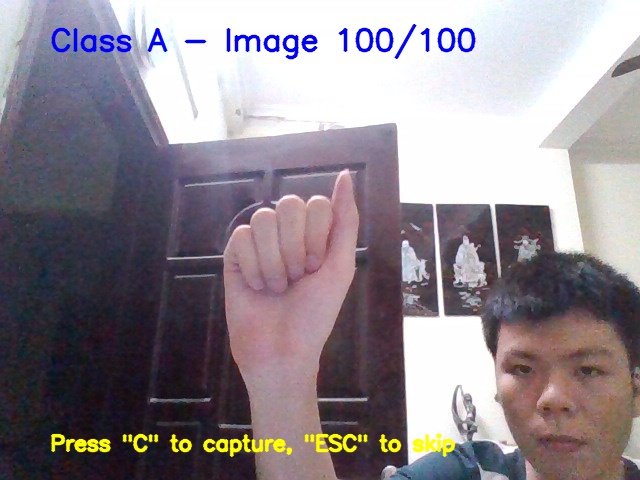 Class A - Image 100/100
Press "C" to capture, "ESC" to skip